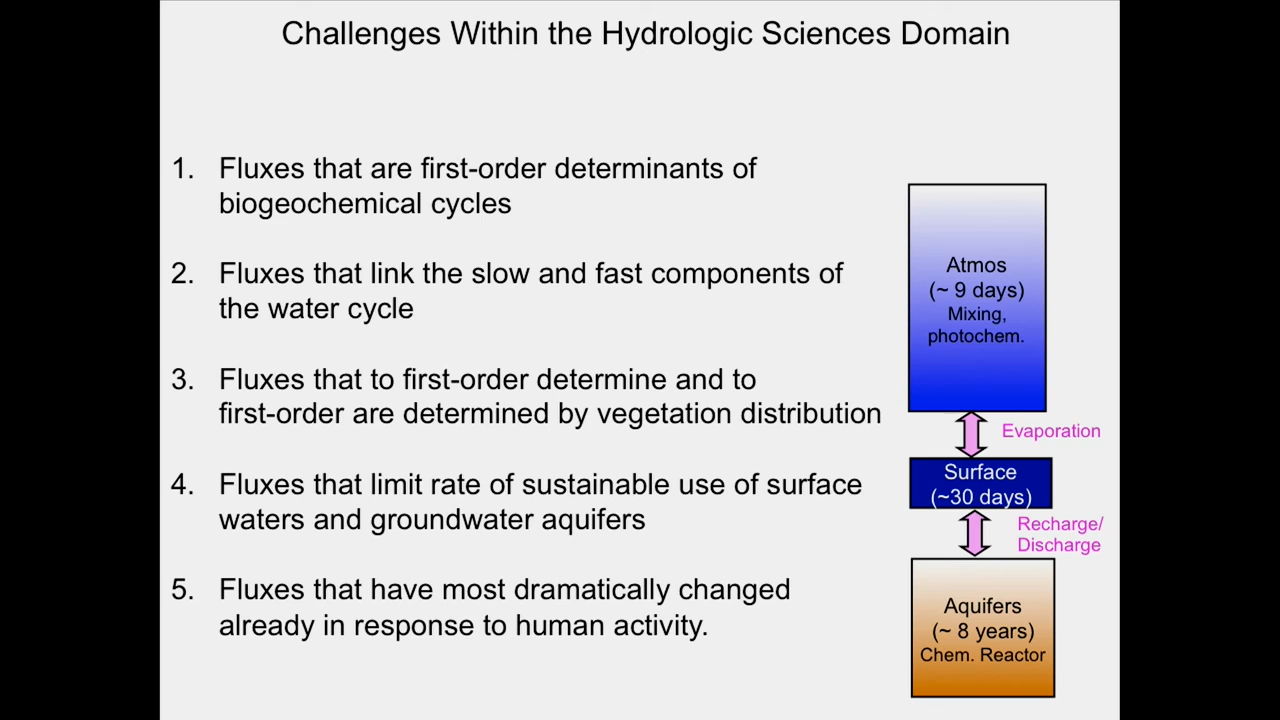 Challenges Within the Hydrologic Sciences Domain
1. Fluxes that are first-order determinants of
biogeochemical cycles
2. Fluxes that link the slow and fast components of
the water cycle
3. Fluxes that to first-order determine and to
first-order are determined by vegetation distribution
4. Fluxes that limit rate of sustainable use of surface
waters and groundwater aquifers
5. Fluxes that have most dramatically changed
already in response to human activity.
Atmos
(~ 9 days)
Mixing,
photochem.
Evaporation
Surface
(~30 days)
Recharge/
Discharge
Aquifers
(~ 8 years)
Chem. Reactor